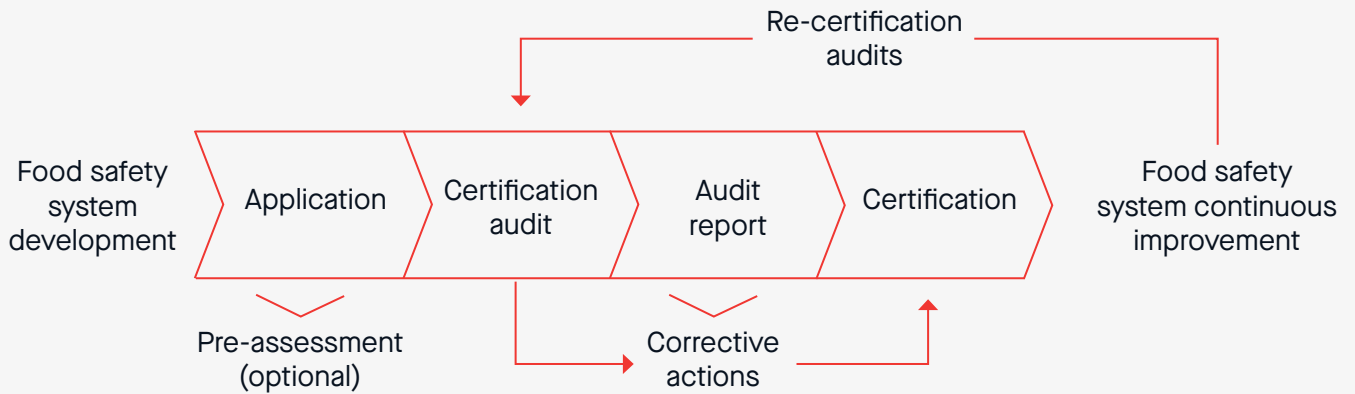 Re-certification
audits
Food safety
system
development
Application
Certification
audit
Audit
report
Certification
Food safety
system continuous
improvement
Pre-assessment
(optional)
Corrective
actions